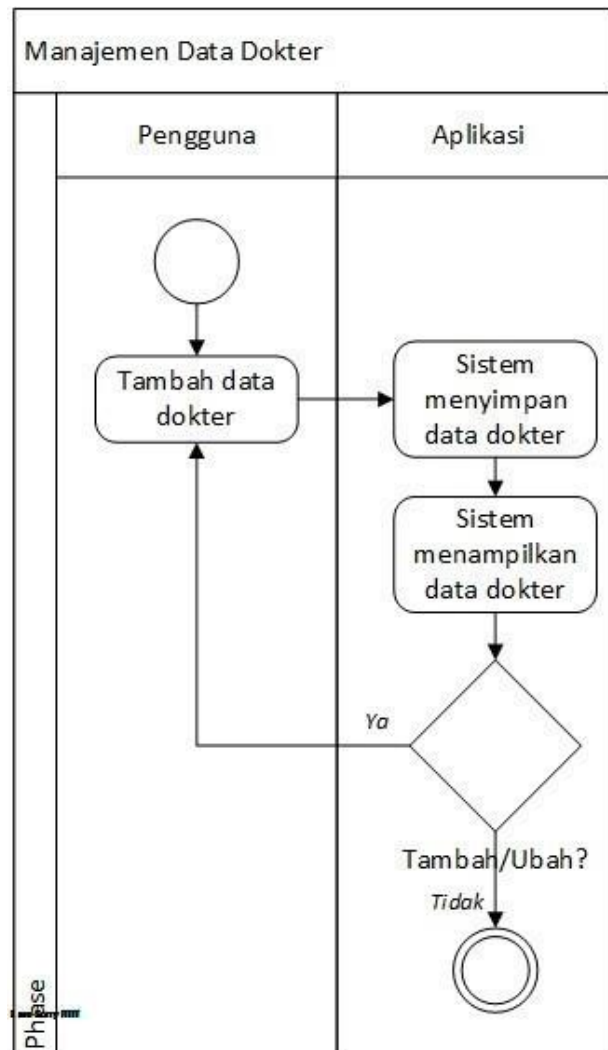 Manajemen Data Dokter
Pengguna
Aplikasi
Tambah data
dokter
Sistem
menyimpan
data dokter
Sistem
menampilkan
data dokter
Ya
Tambah/Ubah?
Tidak
Phase